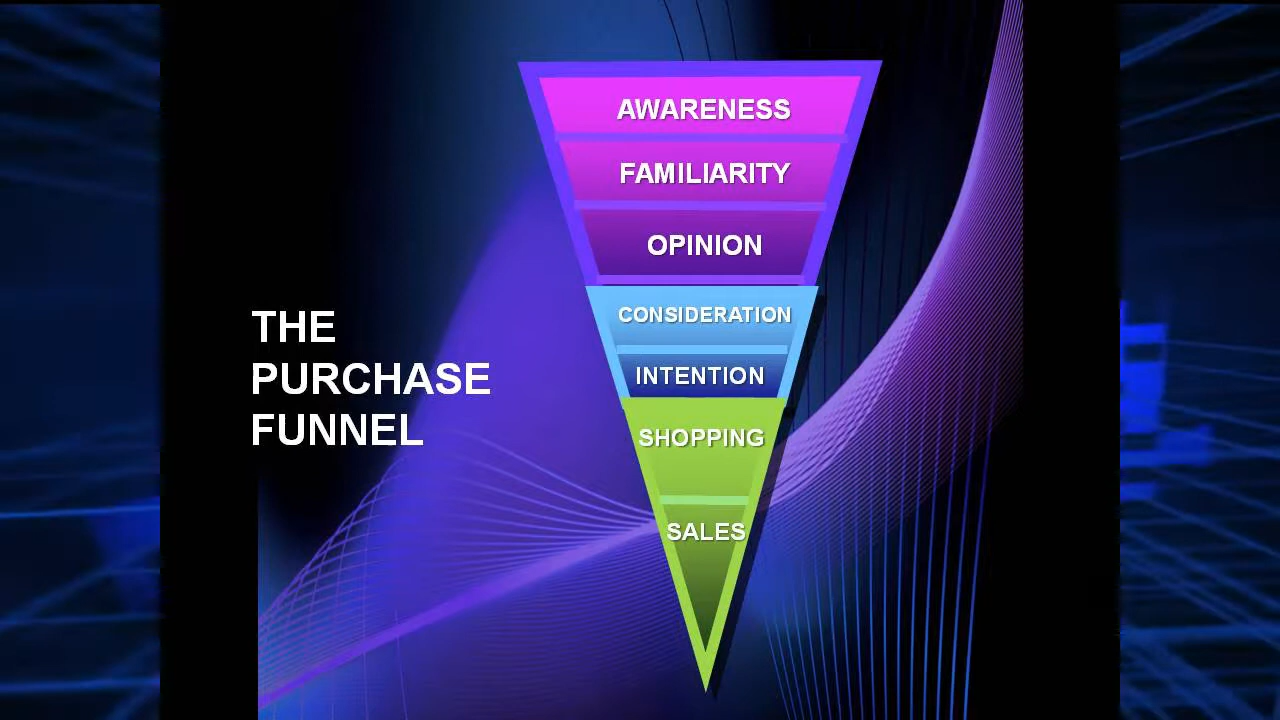 AWARENESS
FAMILIARITY
OPINION
CONSIDERATION
INTENTION
SHOPPING
SALES
THE
PURCHASE
FUNNEL